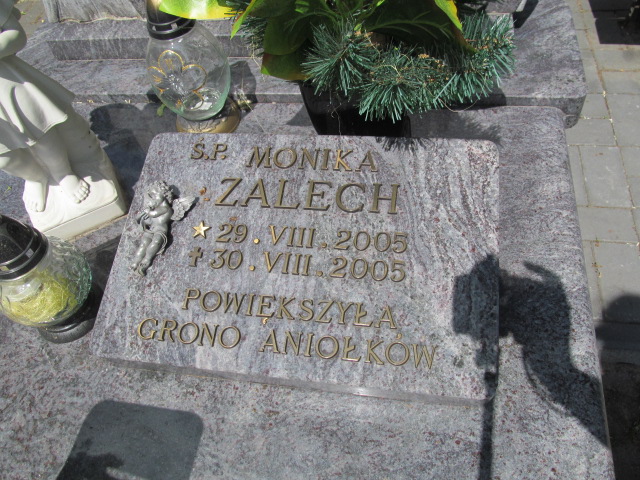 Ś.P. MONIKA
ZALECH
★ 29. VIII. 2005
✝ 30. VIII. 2005
POWIĘKSZYŁA
GRONO ANIOŁKÓW